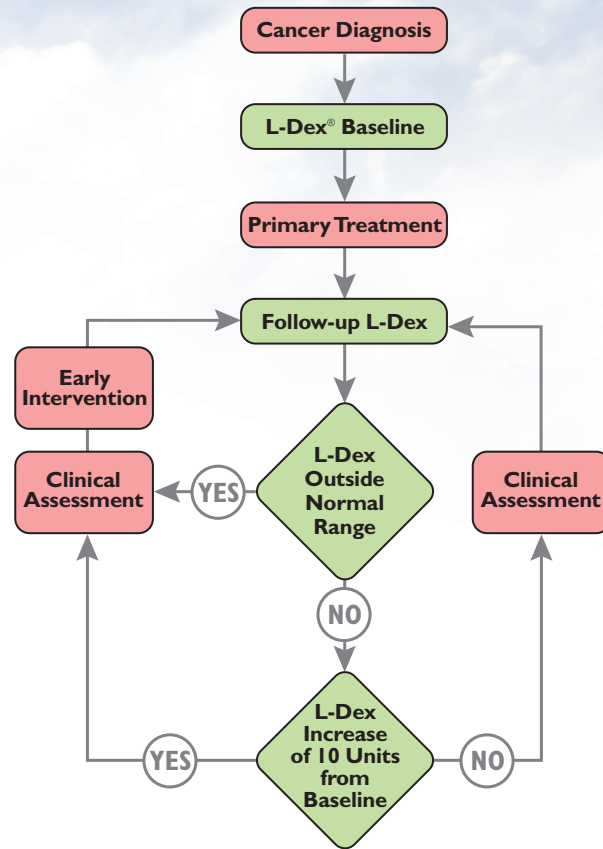 Cancer Diagnosis
L-Dex® Baseline
Primary Treatment
Follow-up L-Dex
Early
Intervention
Clinical
Assessment
YES
L-Dex
Outside
Normal
Range
Clinical
Assessment
NO
L-Dex
Increase
of 10 Units
from
Baseline
YES
NO